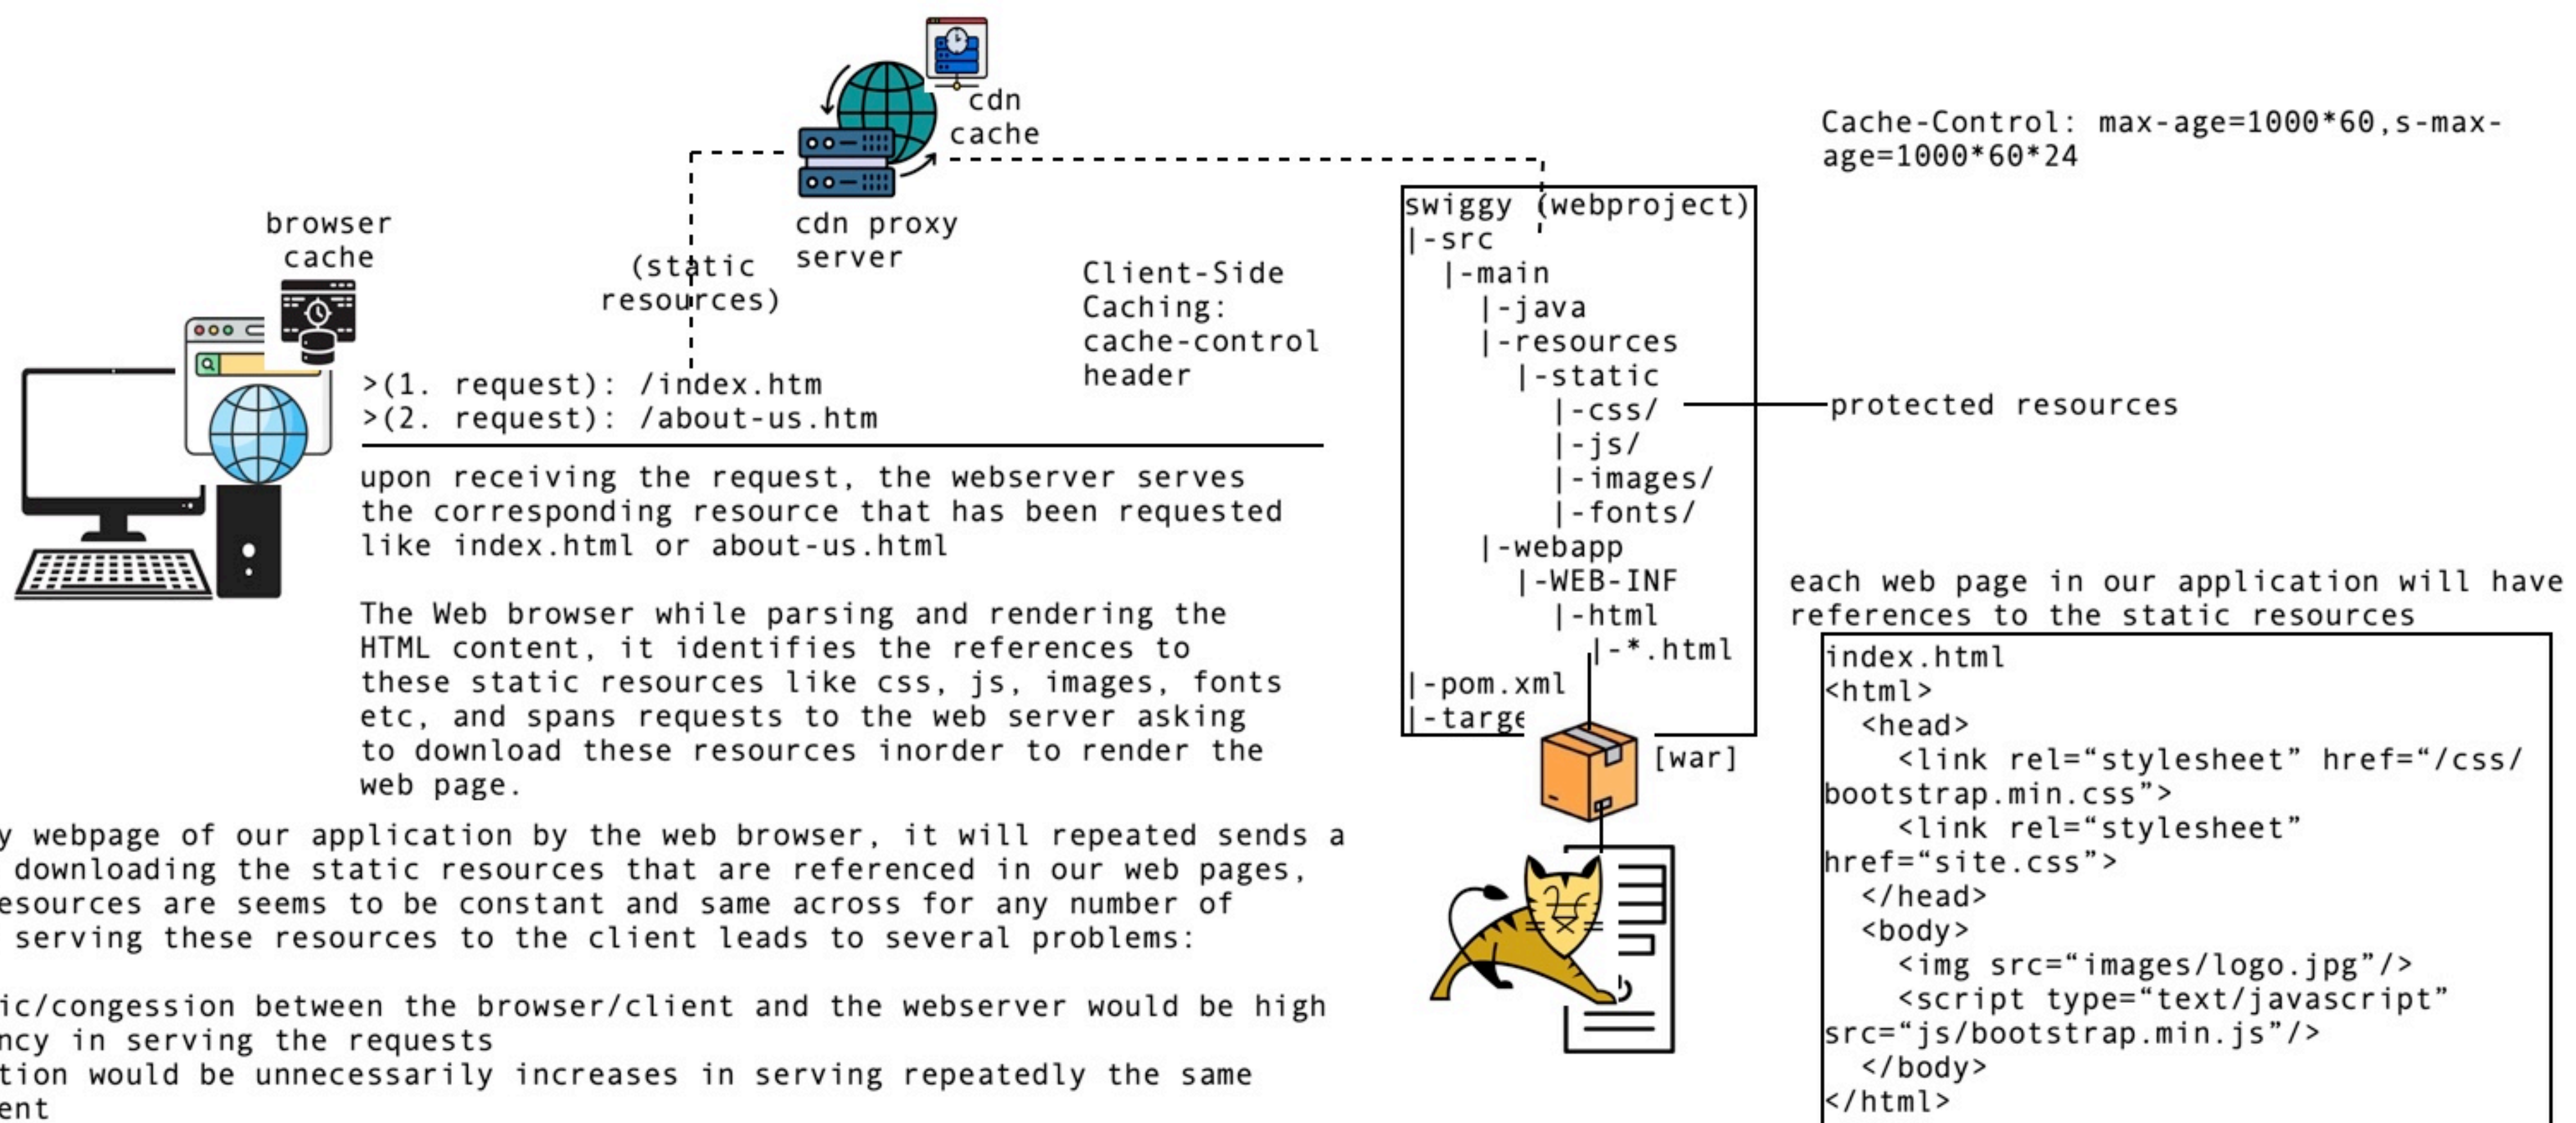 cdn
cache
Cache-Control: max-age=1000*60,s-max-
age=1000*60*24
browser
cache
cdn proxy
server
(static
resources)
Client-Side
Caching:
cache-control
header
>(1. request): /index.htm
>(2. request): /about-us.htm
upon receiving the request, the webserver serves
the corresponding resource that has been requested
like index.html or about-us.html
The Web browser while parsing and rendering the
HTML content, it identifies the references to
these static resources like css, js, images, fonts
etc, and spans requests to the web server asking
to download these resources inorder to render the
web page.
y webpage of our application by the web browser, it will repeated sends a
downloading the static resources that are referenced in our web pages,
esources are seems to be constant and same across for any number of
serving these resources to the client leads to several problems:
ic/congession between the browser/client and the webserver would be high
ncy in serving the requests
tion would be unnecessarily increases in serving repeatedly the same
ent
swiggy (webproject)
|-src
|-main
|-java
|-resources
|-static
|-css/
|-js/
|-images/
|-fonts/
|-webapp
|-WEB-INF
|-html
|-*.html
|-pom.xml
|-targe
[war]
protected resources
each web page in our application will have
references to the static resources
index.html
<html>
<head>
<link rel=“stylesheet” href=“/css/
bootstrap.min.css”>
<link rel=“stylesheet”
href=“site.css”>
</head>
<body>
<img src=“images/logo.jpg”/>
<script type=“text/javascript”
src=“js/bootstrap.min.js”/>
</body>
</html>